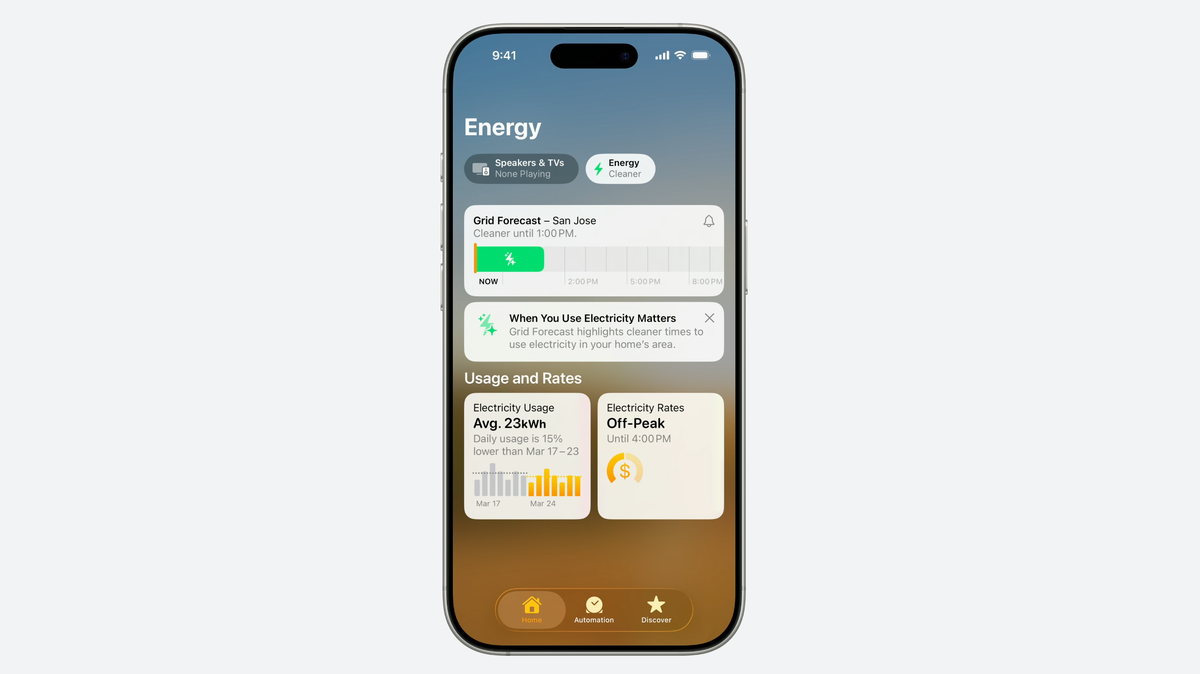 9:41
Energy
Speakers & TVs
None Playing
Energy
Cleaner
Grid Forecast – San Jose
Cleaner until 1:00 PM.
NOW
2:00 PM
5:00 PM
8:00 PM
When You Use Electricity Matters
Grid Forecast highlights cleaner times to
use electricity in your home's area.
Usage and Rates
Electricity Usage
Avg. 23kWh
Daily usage is 15%
lower than Mar 17–23
Mar 17
Mar 24
Electricity Rates
Off-Peak
Until 4:00 PM
$
Home
Automation
Discover